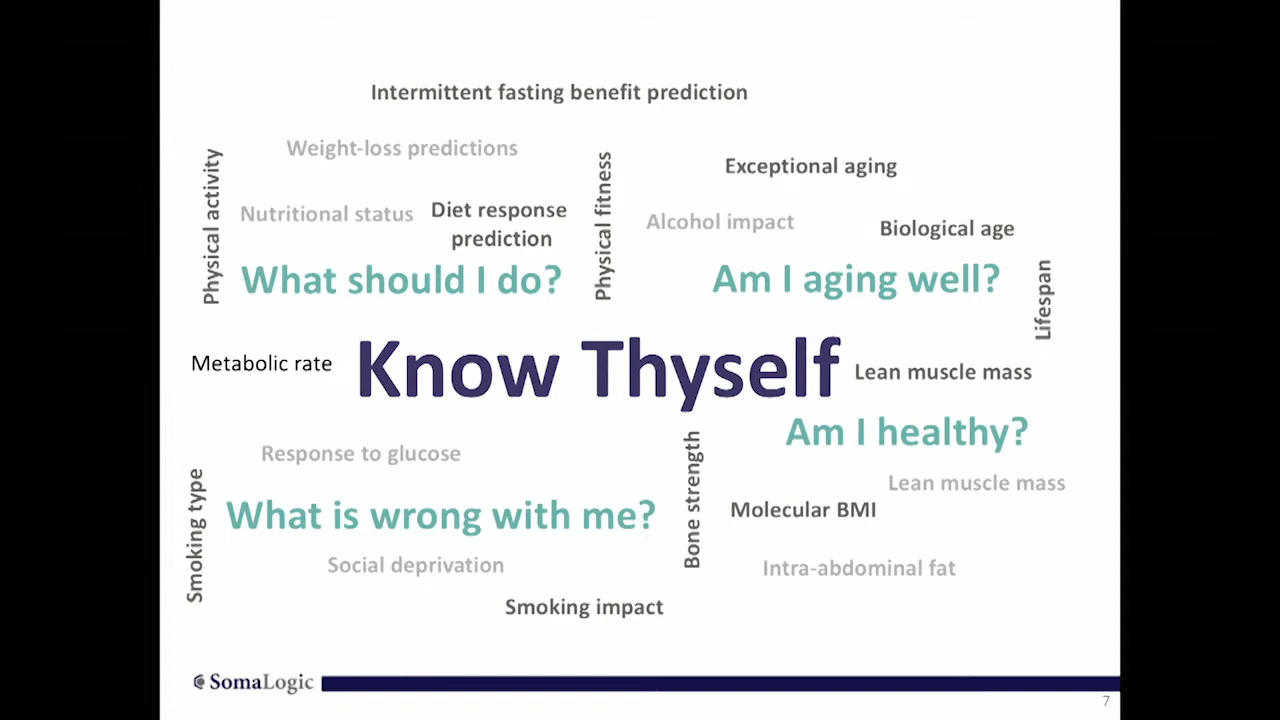 Intermittent fasting benefit prediction
Weight-loss predictions
Physical activity
Physical fitness
Exceptional aging
Nutritional status
Diet response
prediction
Alcohol impact
Biological age
What should I do?
Am I aging well?
Lifespan
Metabolic rate
Know Thyself
Lean muscle mass
Am I healthy?
Response to glucose
Bone strength
Lean muscle mass
Smoking type
What is wrong with me?
Molecular BMI
Social deprivation
Intra-abdominal fat
Smoking impact
SomaLogic
7